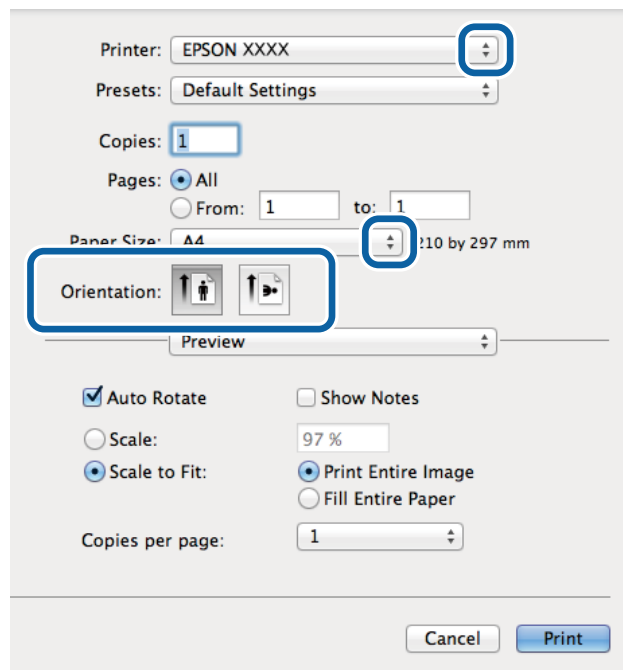 Printer: EPSON XXXX
Presets: Default Settings
Copies: 1
Pages: All
From: 1 to: 1
Paper Size: A4 210 by 297 mm
Orientation:
Preview
Auto Rotate Show Notes
Scale: 97 %
Scale to Fit: Print Entire Image
Fill Entire Paper
Copies per page: 1
Cancel Print